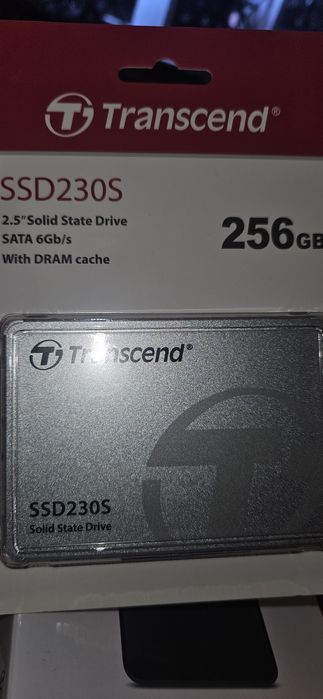 Transcend®
SSD230S
2.5" Solid State Drive
SATA 6Gb/s
With DRAM cache
256GB
Transcend®
SSD230S
Solid State Drive